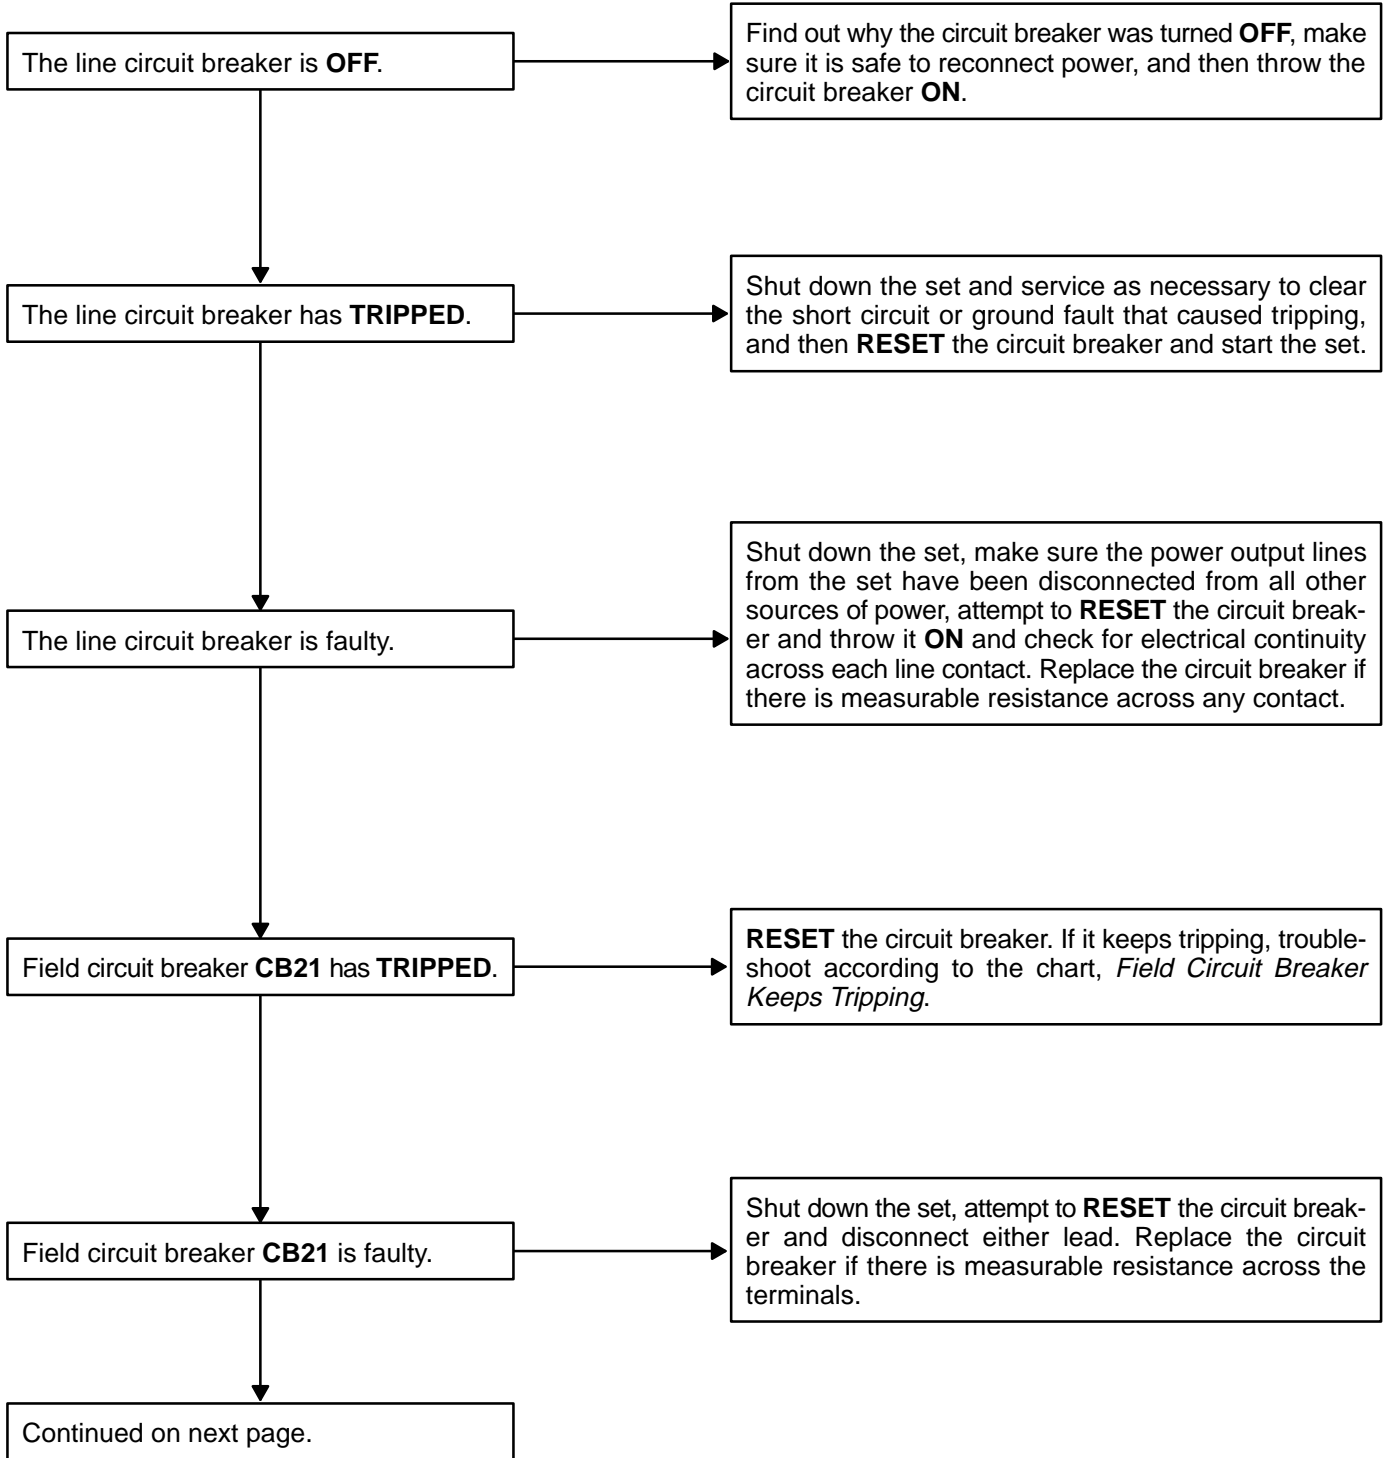 The line circuit breaker is OFF.
Find out why the circuit breaker was turned OFF, make
sure it is safe to reconnect power, and then throw the
circuit breaker ON.
The line circuit breaker has TRIPPED.
Shut down the set and service as necessary to clear
the short circuit or ground fault that caused tripping,
and then RESET the circuit breaker and start the set.
The line circuit breaker is faulty.
Shut down the set, make sure the power output lines
from the set have been disconnected from all other
sources of power, attempt to RESET the circuit break-
er and throw it ON and check for electrical continuity
across each line contact. Replace the circuit breaker if
there is measurable resistance across any contact.
Field circuit breaker CB21 has TRIPPED.
RESET the circuit breaker. If it keeps tripping, trouble-
shoot according to the chart, Field Circuit Breaker
Keeps Tripping.
Field circuit breaker CB21 is faulty.
Shut down the set, attempt to RESET the circuit break-
er and disconnect either lead. Replace the circuit
breaker if there is measurable resistance across the
terminals.
Continued on next page.